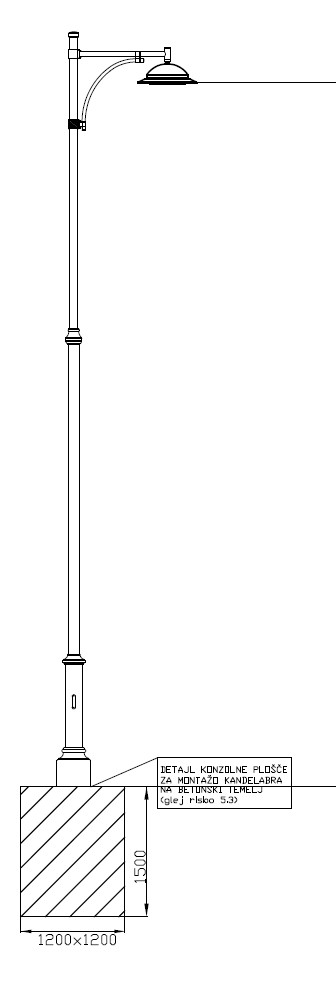 DETAJL KONZOLNE PLOŠČE
ZA MONTAŽO KANDELABRA
NA BETONSKI TEMELJ
(glej risbo 5.3)
1500
1200x1200